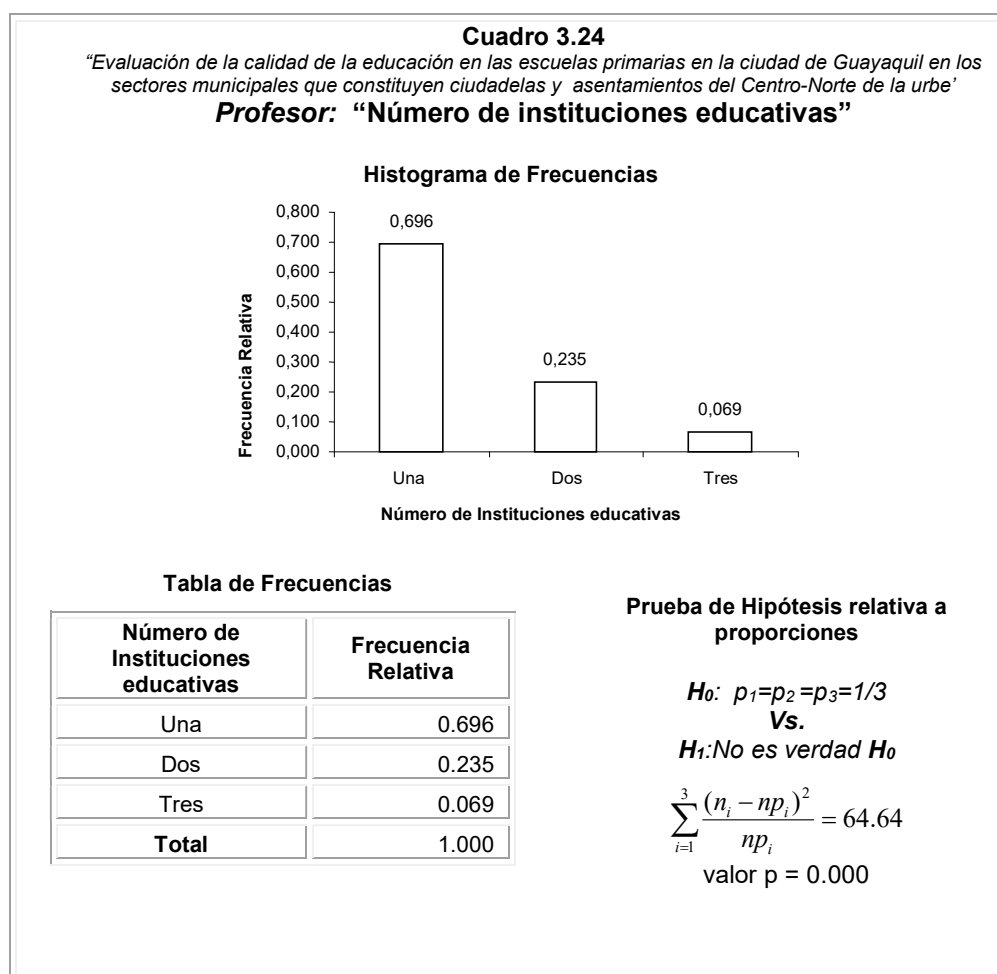 Cuadro 3.24
“Evaluación de la calidad de la educación en las escuelas primarias en la ciudad de Guayaquil en los
sectores municipales que constituyen ciudadelas y asentamientos del Centro-Norte de la urbe’
Profesor: “Número de instituciones educativas”
Histograma de Frecuencias
Frecuencia Relativa
0,800
0,700
0,600
0,500
0,400
0,300
0,200
0,100
0,000
0,696
0,235
0,069
Una Dos Tres
Número de Instituciones educativas
Tabla de Frecuencias
Número de
Instituciones
educativas
Frecuencia
Relativa
Una 0.696
Dos 0.235
Tres 0.069
Total 1.000
Prueba de Hipótesis relativa a
proporciones
H₀: p₁=p₂=p₃=1/3
Vs.
H₁:No es verdad H₀
∑_{i=1}^{3} (n_i − np_i)² / np_i = 64.64
valor p = 0.000